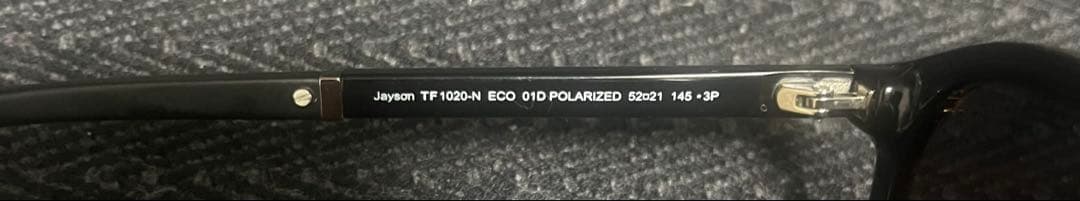 Jayson TF1020-N ECO 01D POLARIZED 52□21 145 *3P